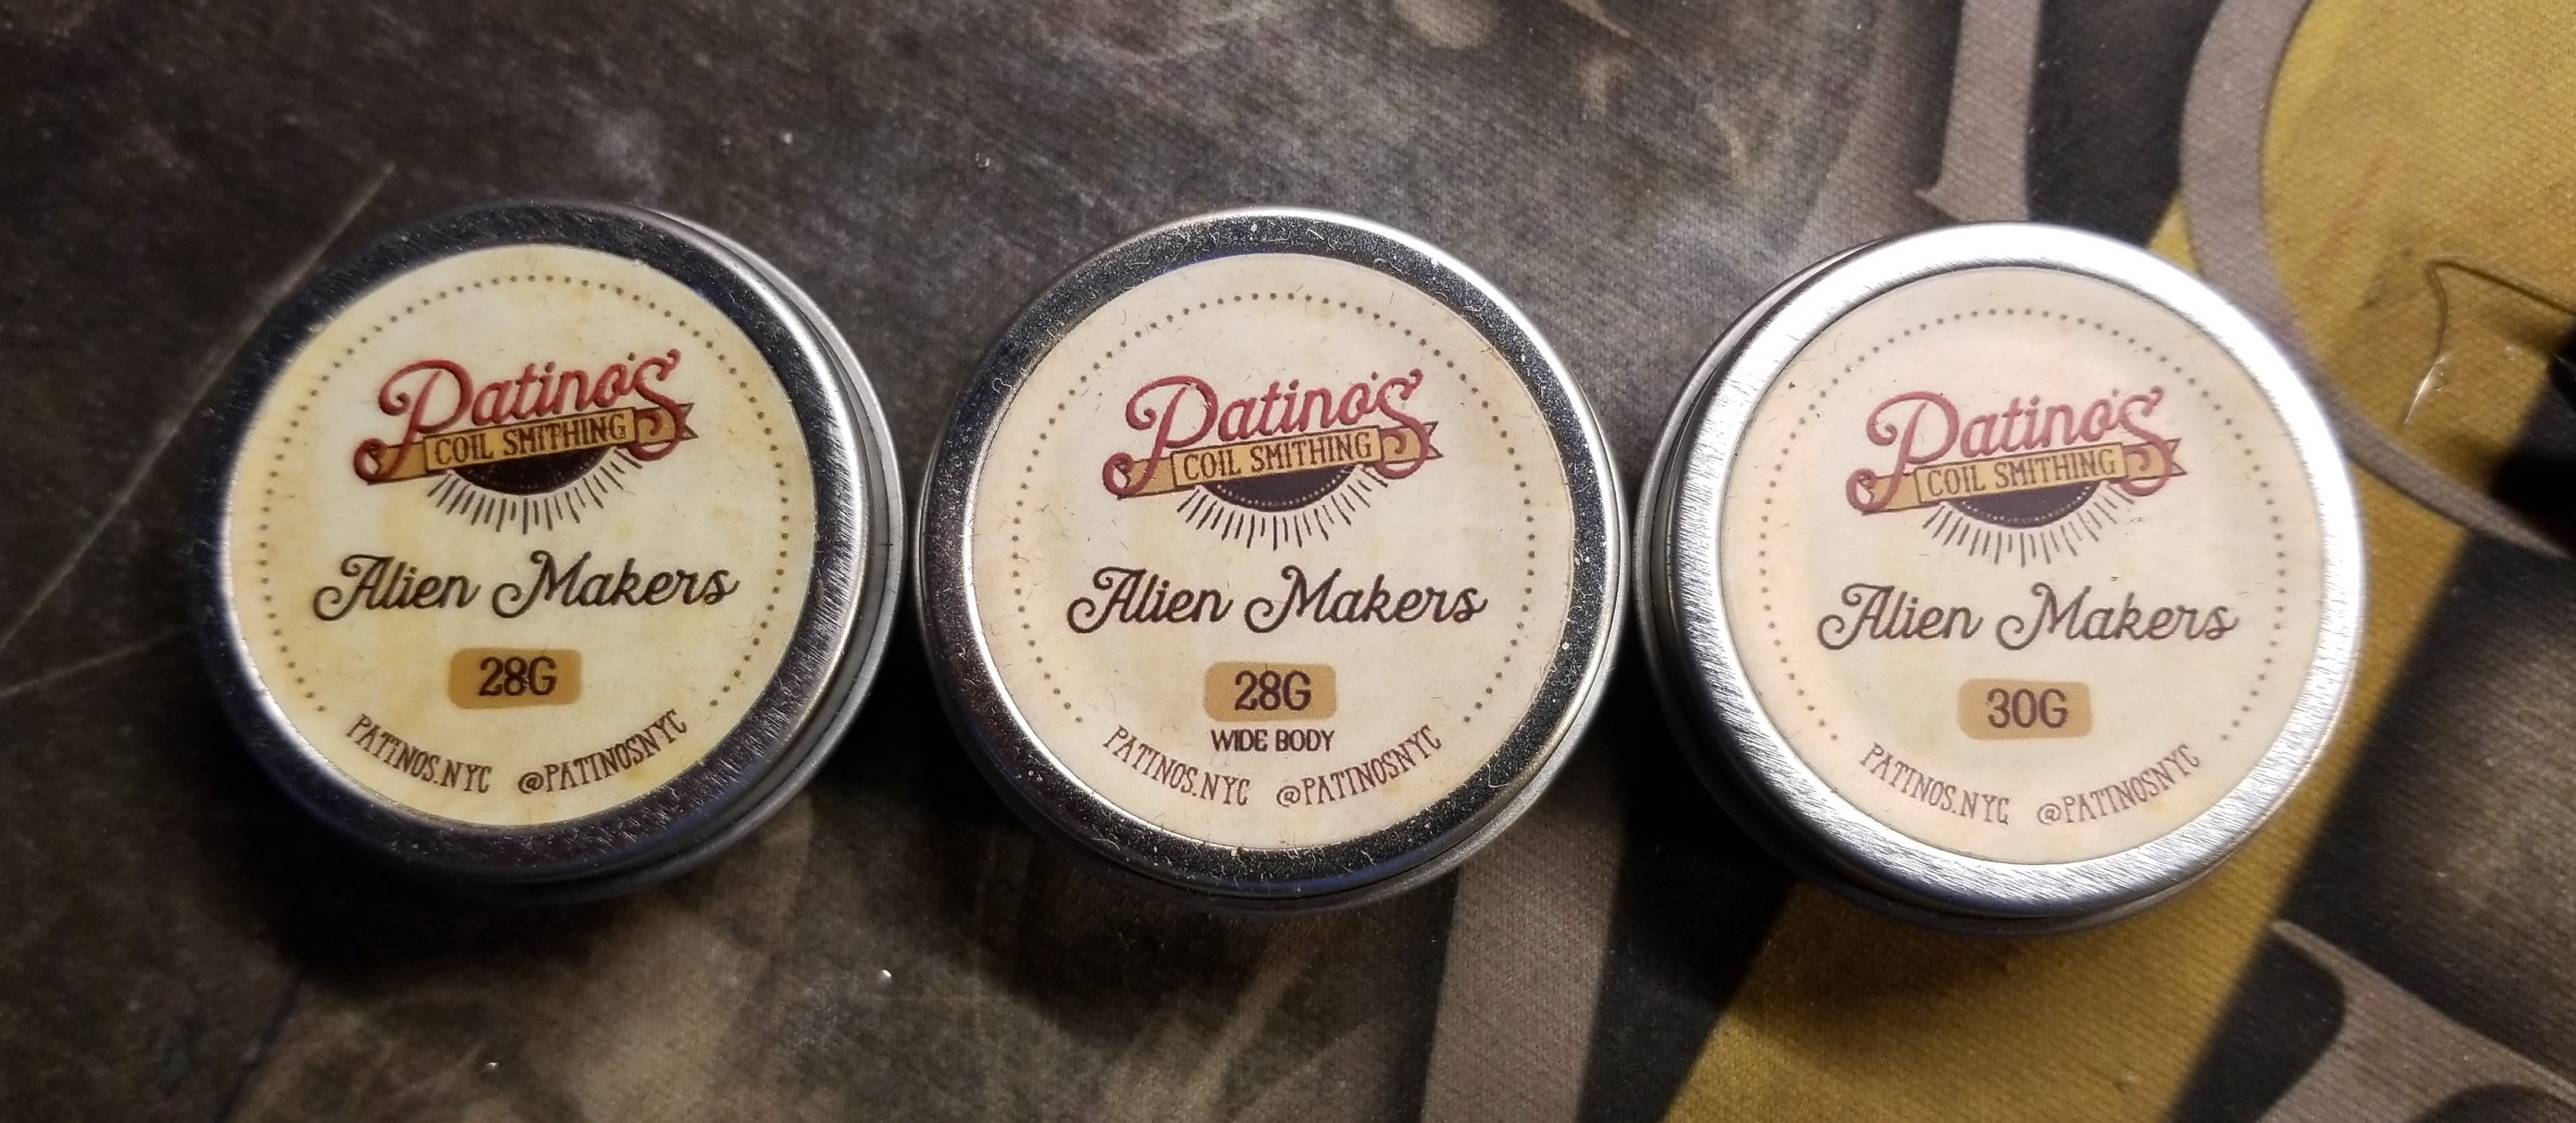 Patino's
COIL SMITHING
Alien Makers
28G
PATINOS.NYC @PATINOSNYC
Patino's
COIL SMITHING
Alien Makers
28G
WIDE BODY
PATINOS.NYC @PATINOSNYC
Patino's
COIL SMITHING
Alien Makers
30G
PATINOS.NYC @PATINOSNYC